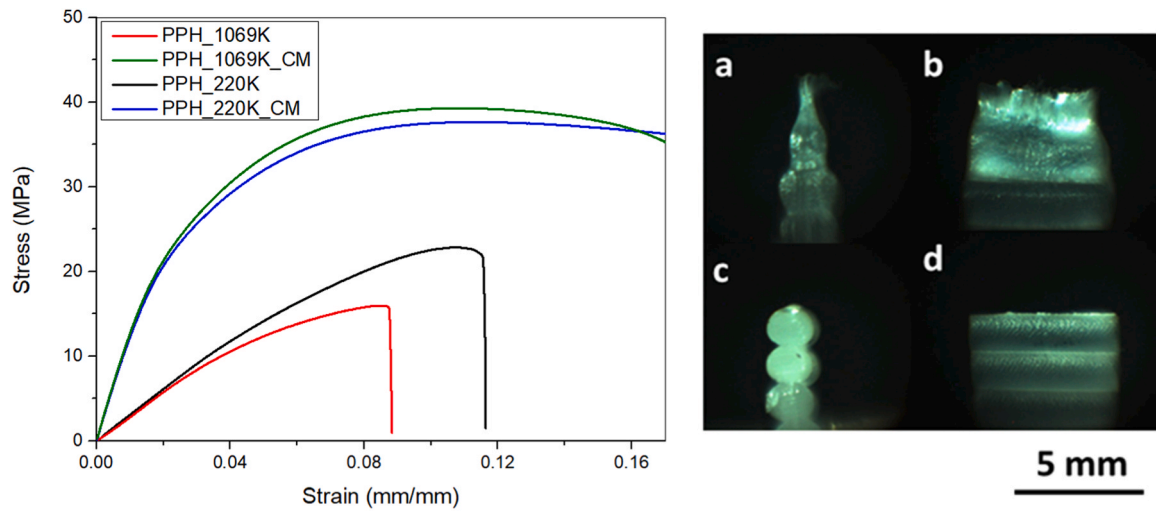 PPH_1069K
PPH_1069K_CM
PPH_220K
PPH_220K_CM
50
40
30
20
10
0
Stress (MPa)
0.00
0.04
0.08
0.12
0.16
Strain (mm/mm)
a
b
c
d
5 mm